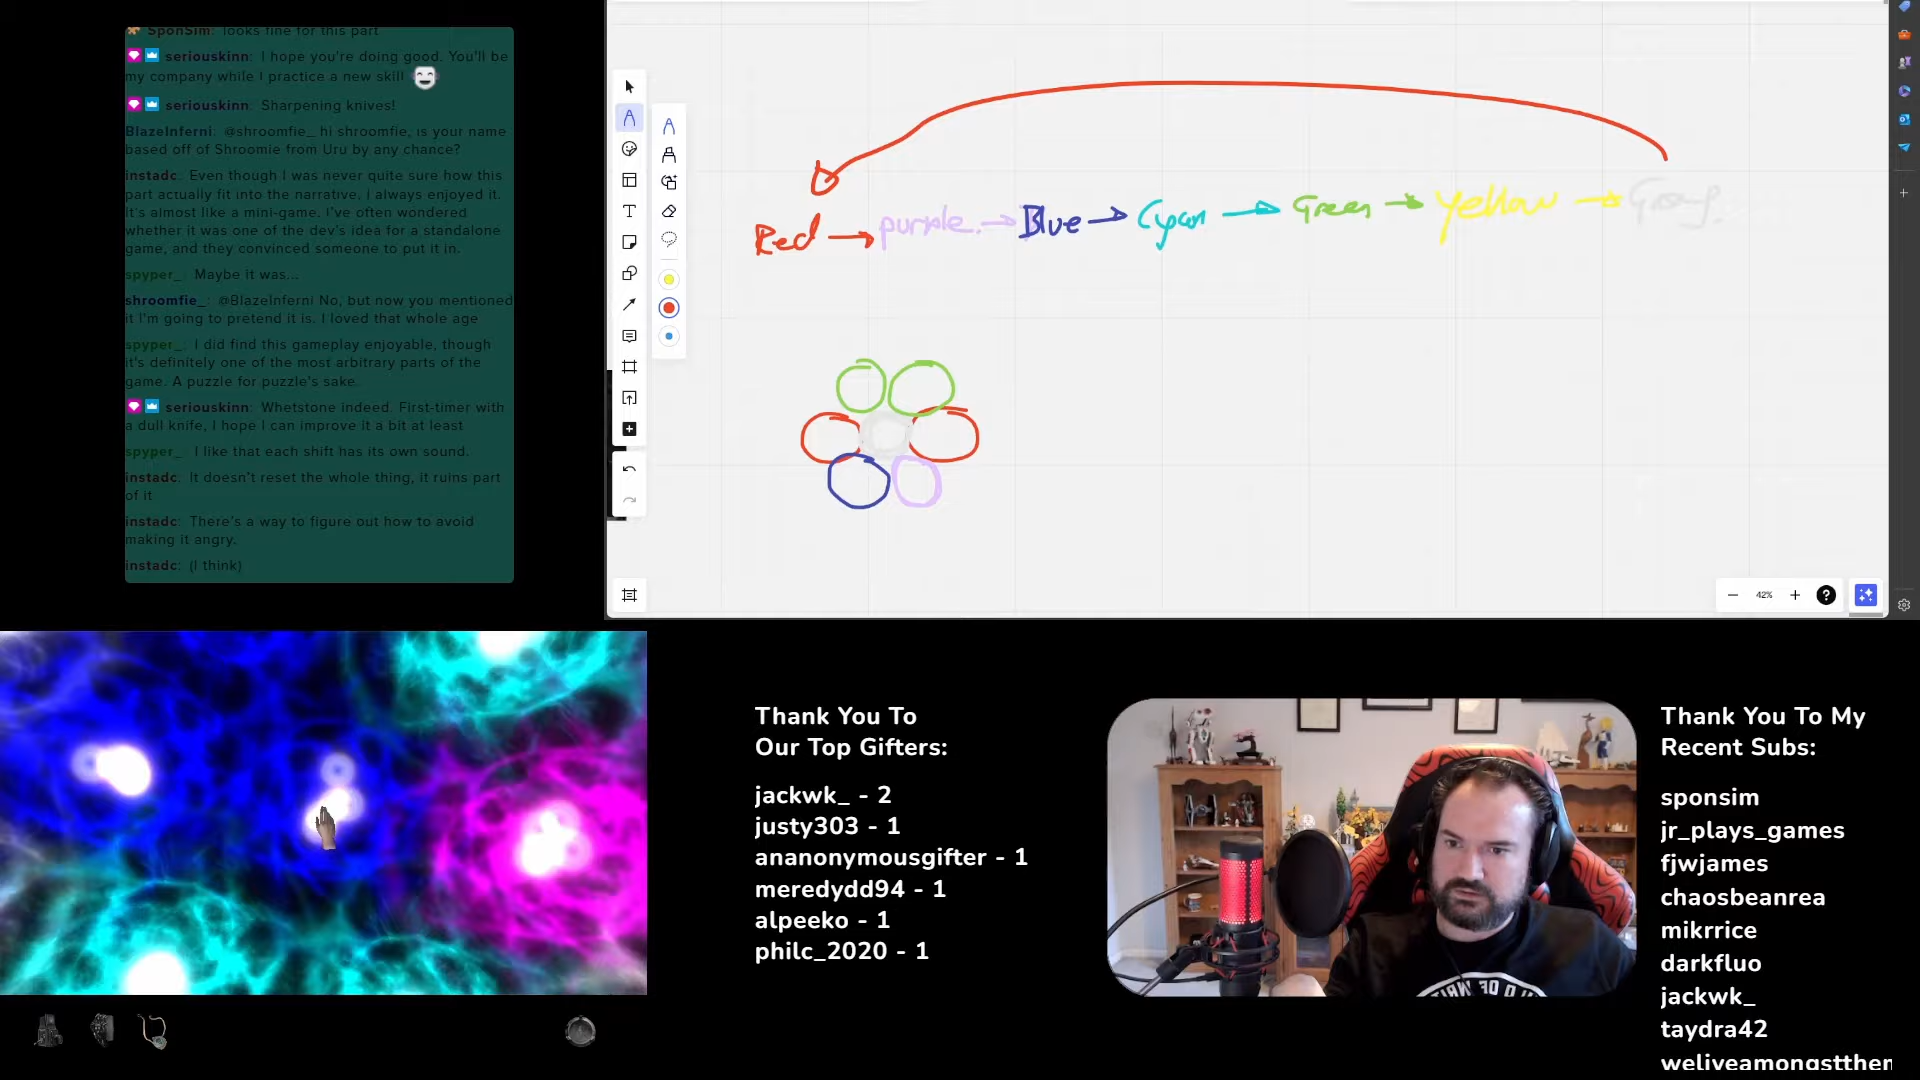 SponSim: looks fine for this part
seriouskinn: I hope you're doing good. You'll be
my company while I practice a new skill
seriouskinn: Sharpening knives!
BlazeInferni: @shroomfie_ hi shroomfie, is your name
based off of Shroomie from Uru by any chance?
instadc: Even though I was never quite sure how this
part actually fit into the narrative, I always enjoyed it.
It's almost like a mini-game. I've often wondered
whether it was one of the dev's idea for a standalone
game, and they convinced someone to put it in.
spyper_: Maybe it was...
shroomfie_: @BlazeInferni No, but now you mentioned
it I'm going to pretend it is. I loved that whole age
spyper_: I did find this gameplay enjoyable, though
it's definitely one of the most arbitrary parts of the
game. A puzzle for puzzle's sake.
seriouskinn: Whetstone indeed. First-timer with
a dull knife, I hope I can improve it a bit at least
spyper_: I like that each shift has its own sound.
instadc: It doesn't reset the whole thing, it ruins part
of it
instadc: There's a way to figure out how to avoid
making it angry.
instadc: (I think)
Red → purple. → Blue → Cyan → Green → Yellow →
42%
Thank You To
Our Top Gifters:
jackwk_ - 2
justy303 - 1
ananonymousgifter - 1
meredydd94 - 1
alpeeko - 1
philc_2020 - 1
Thank You To My
Recent Subs:
sponsim
jr_plays_games
fjwjames
chaosbeanrea
mikrrice
darkfluo
jackwk_
taydra42